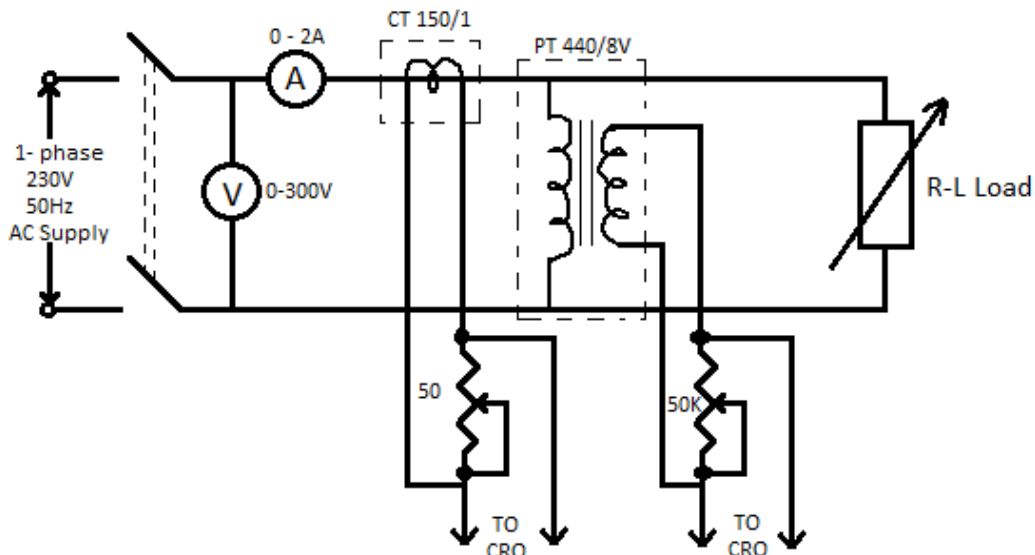 CT 150/1
0 - 2A
PT 440/8V
A
1- phase
230V
50Hz
AC Supply
V
0-300V
R-L Load
50
50K
TO
CRO
TO
CRO